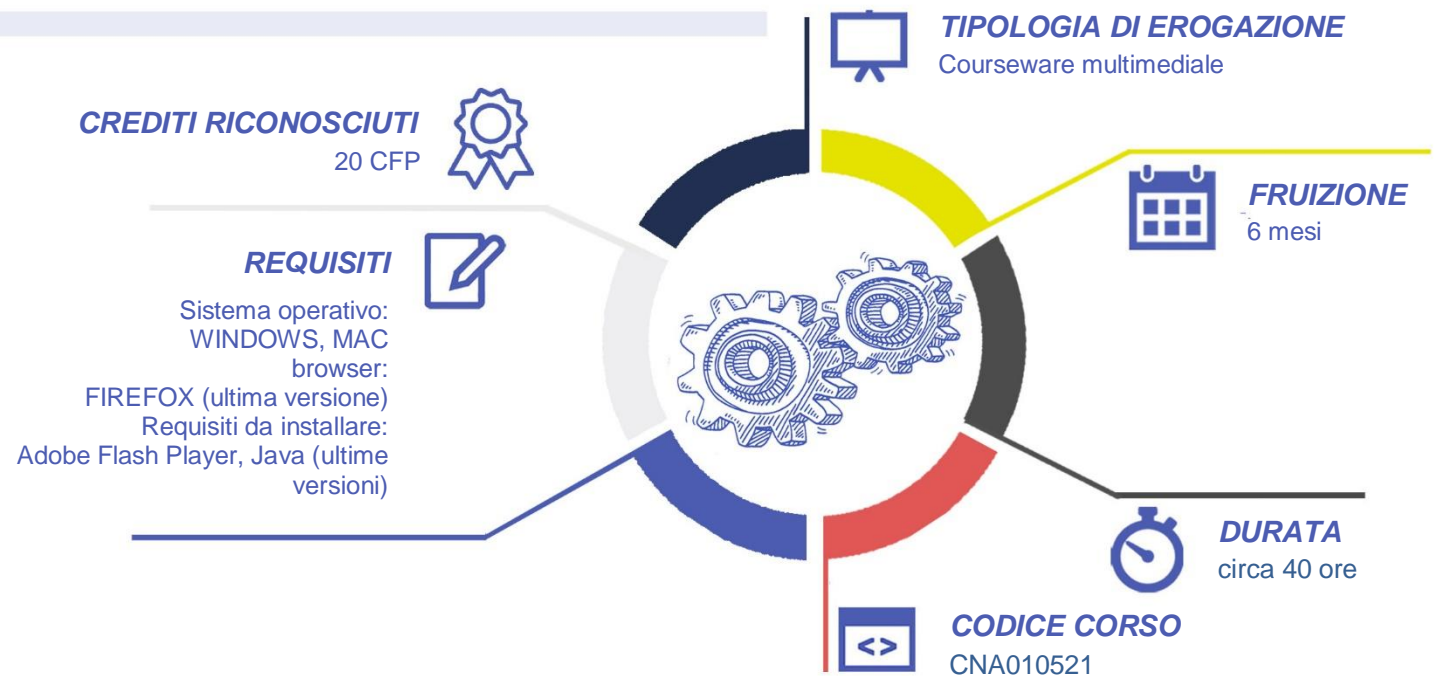 TIPOLOGIA DI EROGAZIONE
Courseware multimediale
CREDITI RICONOSCIUTI
20 CFP
FRUIZIONE
6 mesi
REQUISITI
Sistema operativo:
WINDOWS, MAC
browser:
FIREFOX (ultima versione)
Requisiti da installare:
Adobe Flash Player, Java (ultime
versioni)
DURATA
circa 40 ore
CODICE CORSO
CNA010521